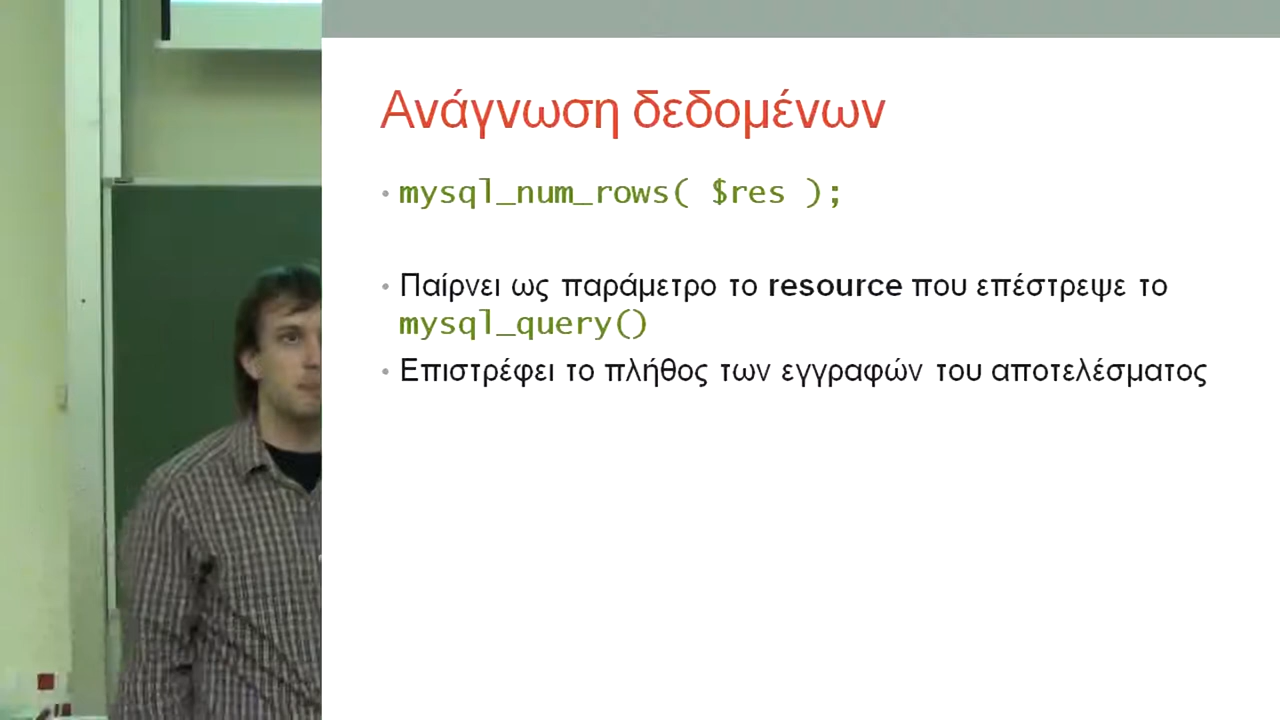 Ανάγνωση δεδομένων
• mysql_num_rows( $res );
• Παίρνει ως παράμετρο το resource που επέστρεψε το
mysql_query()
• Επιστρέφει το πλήθος των εγγραφών του αποτελέσματος